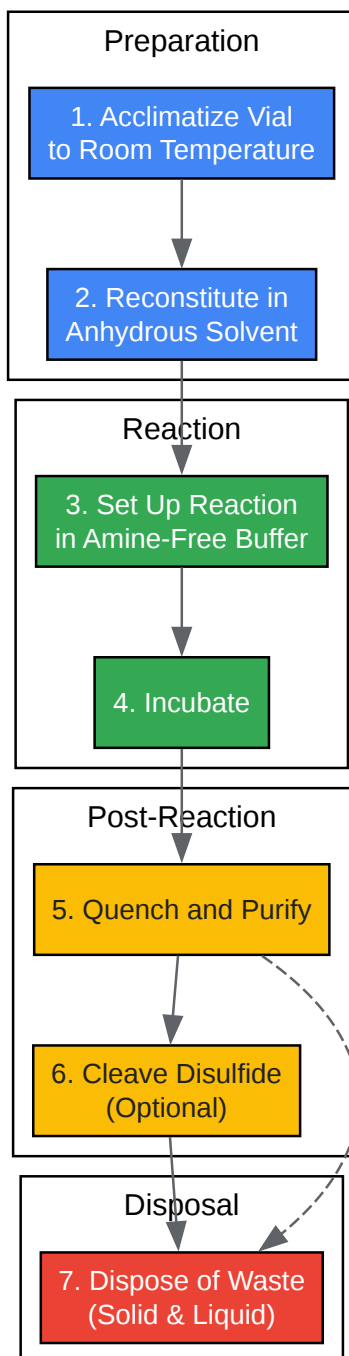 Preparation
1. Acclimatize Vial
to Room Temperature
2. Reconstitute in
Anhydrous Solvent
Reaction
3. Set Up Reaction
in Amine-Free Buffer
4. Incubate
Post-Reaction
5. Quench and Purify
6. Cleave Disulfide
(Optional)
Disposal
7. Dispose of Waste
(Solid & Liquid)